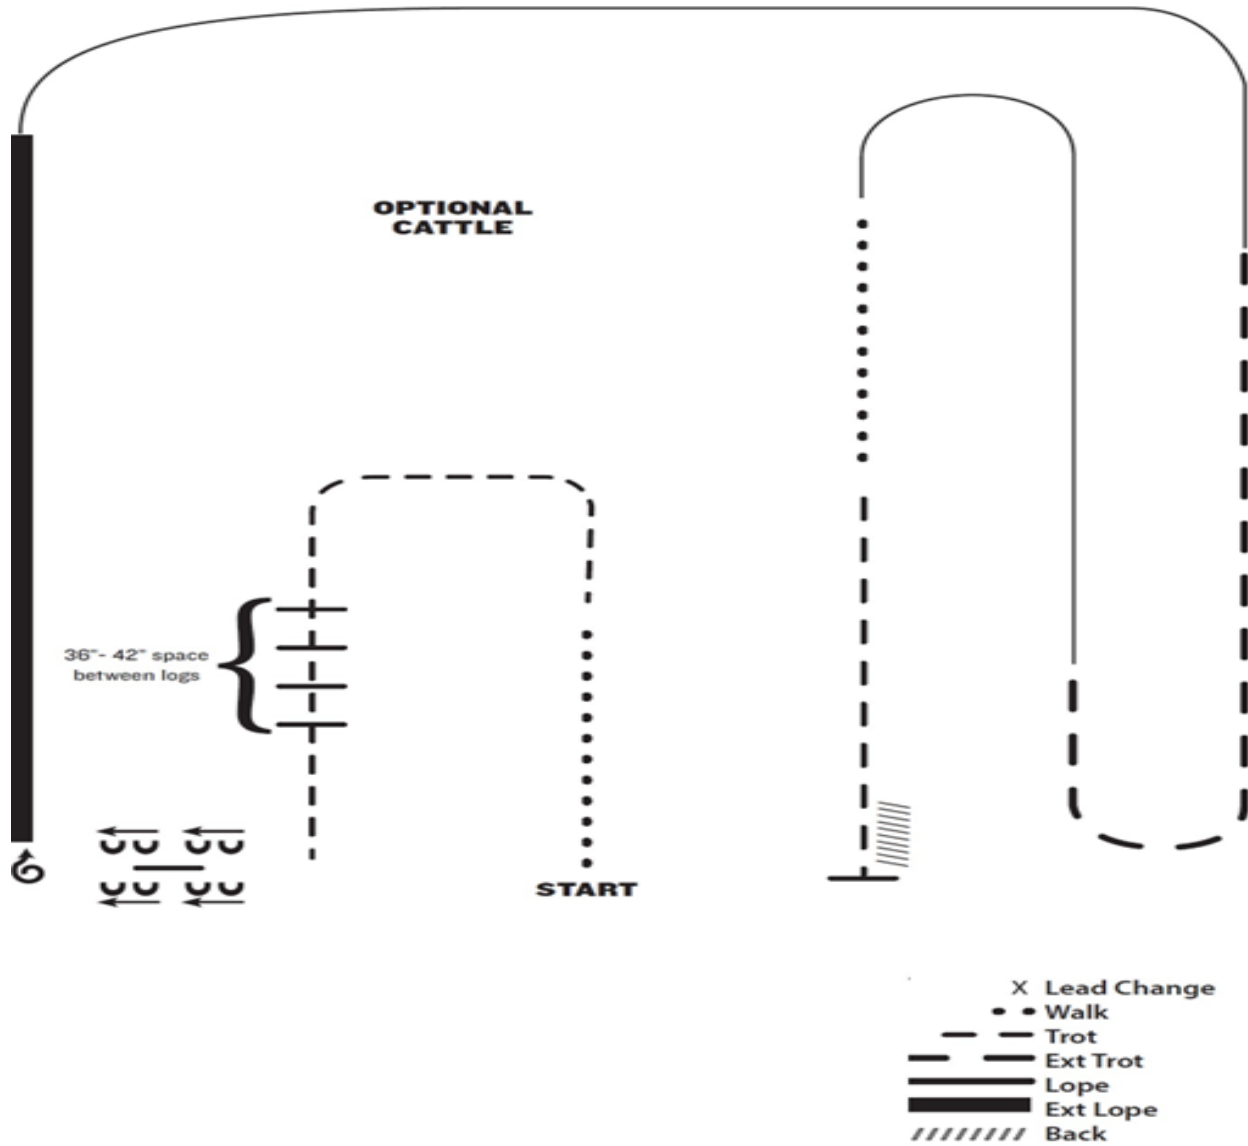 OPTIONAL
CATTLE
36"- 42" space
between logs
START
X Lead Change
Walk
Trot
Ext Trot
Lope
Ext Lope
Back